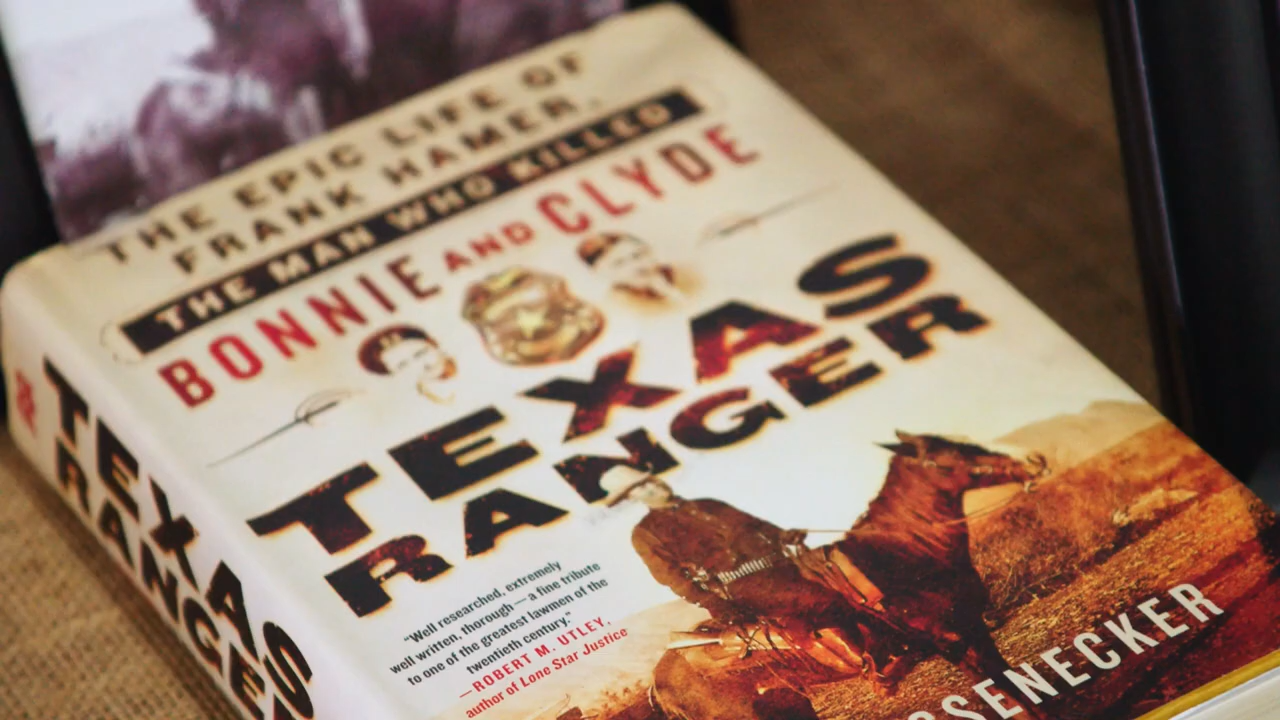 THE EPIC LIFE OF
FRANK HAMER,
THE MAN WHO KILLED
BONNIE AND CLYDE
TEXAS
RANGER
"Well researched, extremely
well written, thorough—a fine tribute
to one of the greatest lawmen of the
twentieth century."
—ROBERT M. UTLEY,
author of Lone Star Justice
SSENECKER
TEXAS
RANGER